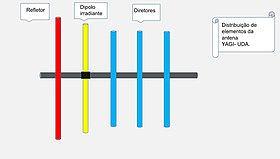 Refletor
Dipolo
irradiante
Diretores
Distribuição de
elementos da
antena
YAGI- UDA.